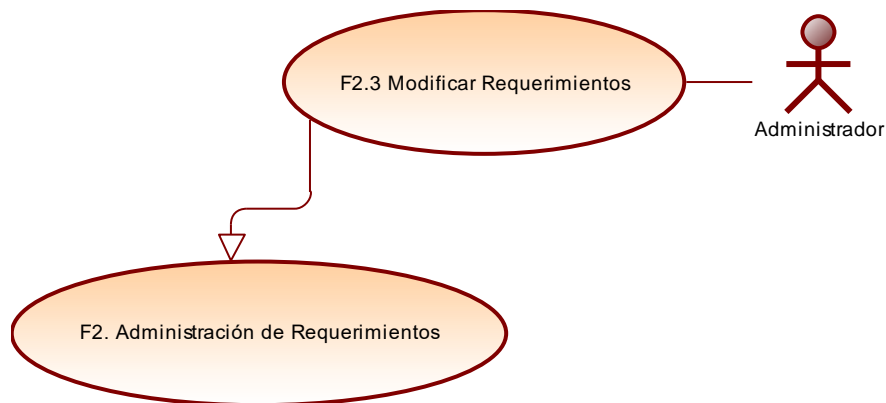 F2.3 Modificar Requerimientos
Administrador
F2. Administración de Requerimientos